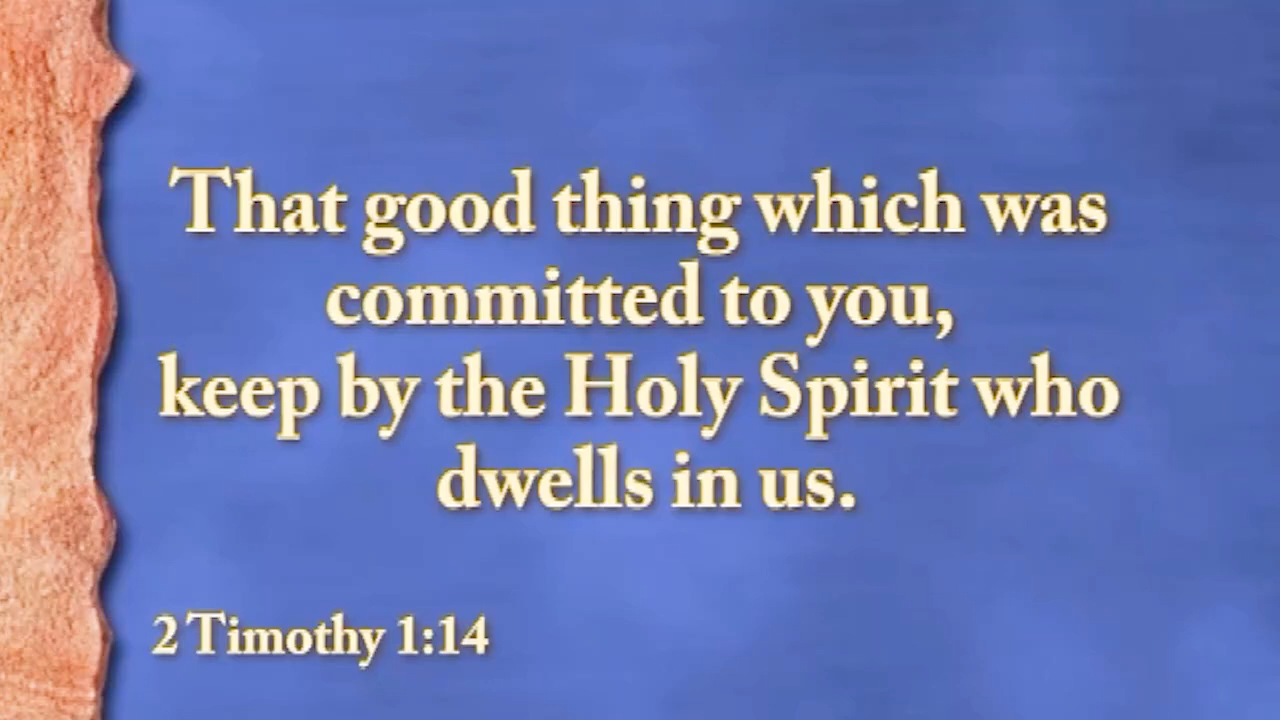 That good thing which was
committed to you,
keep by the Holy Spirit who
dwells in us.
2 Timothy 1:14